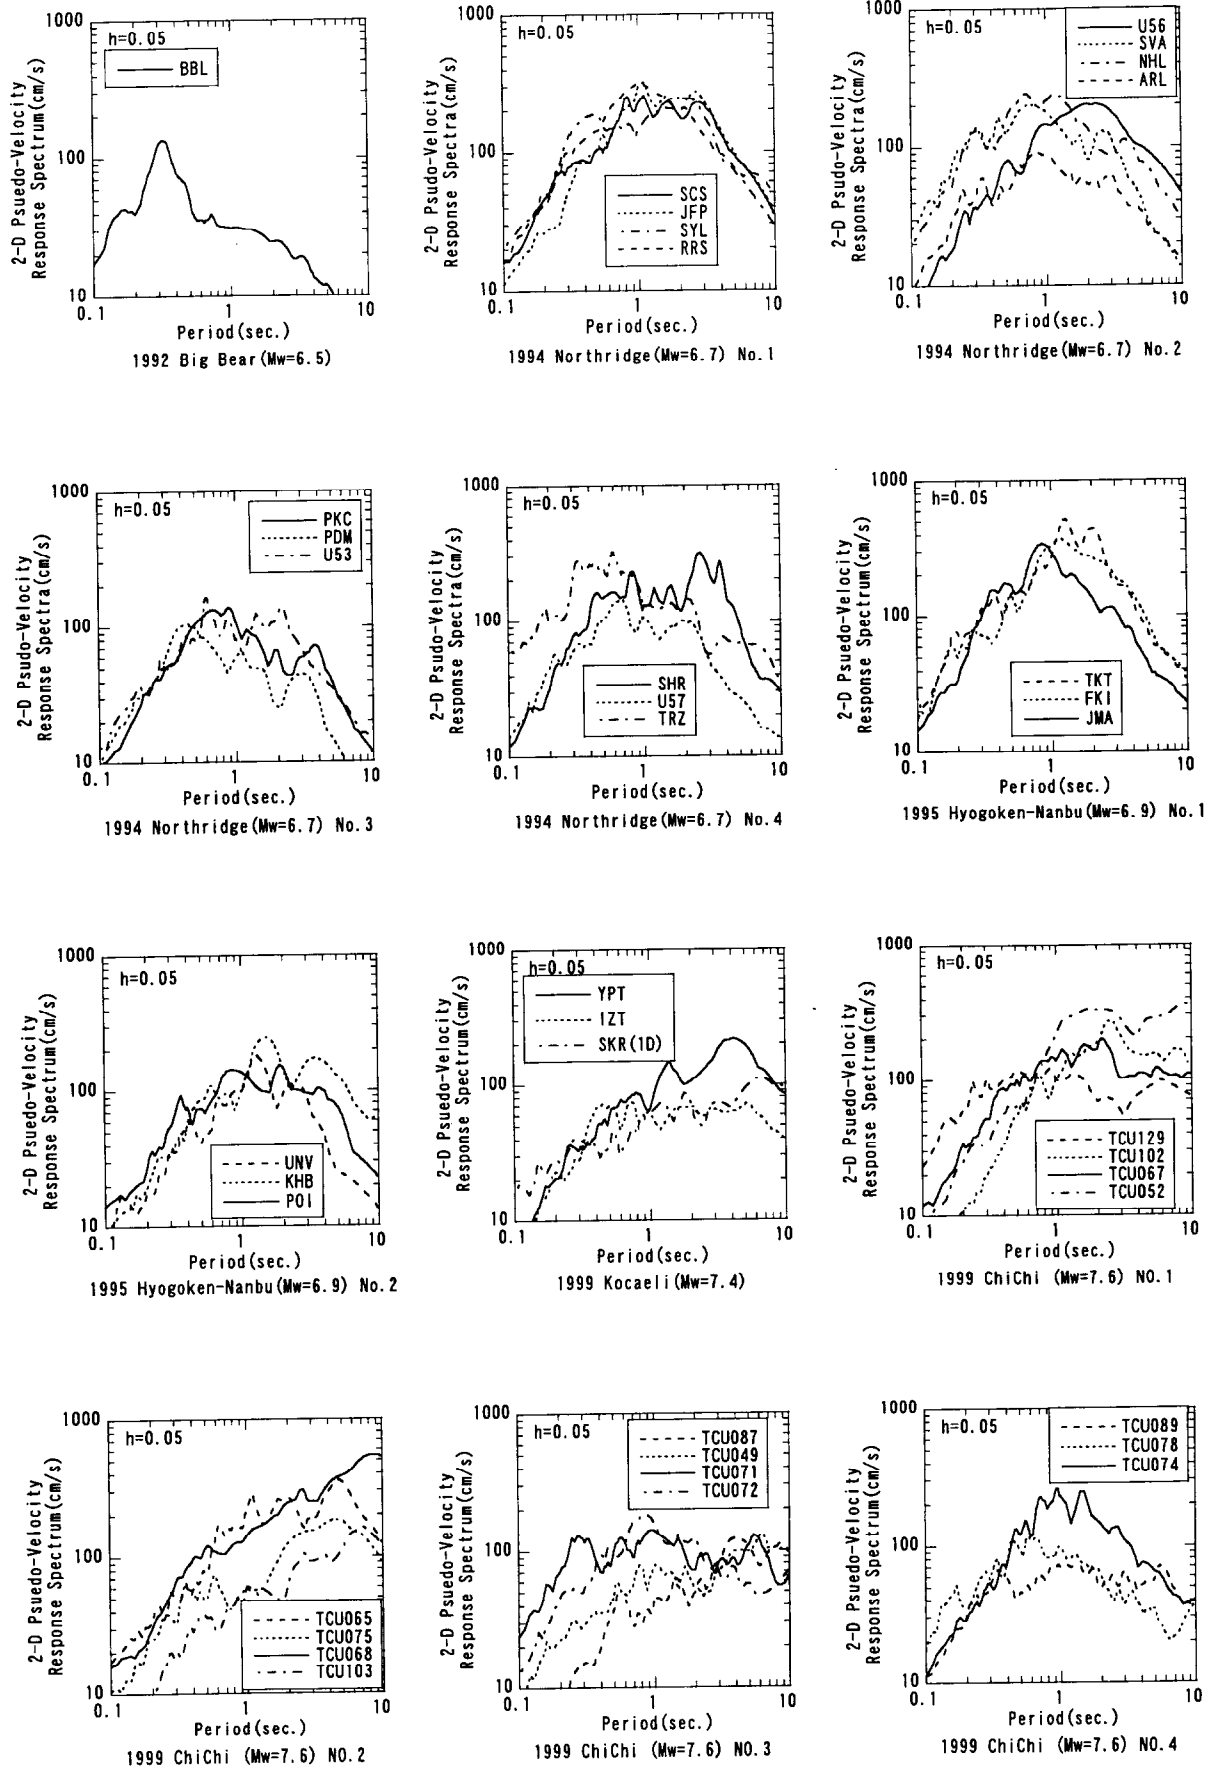 1000
h=0.05
BBL
100
10
0.1
1
10
2-D Psuedo-Velocity
Response Spectrum(cm/s)
Period(sec.)
1992 Big Bear(Mw=6.5)
1000
h=0.05
SCS
JFP
SYL
RRS
100
10
0.1
1
10
2-D Psudo-Velocity
Response Spectra(cm/s)
Period(sec.)
1994 Northridge(Mw=6.7) No.1
1000
h=0.05
U56
SVA
NHL
ARL
100
10
0.1
1
10
2-D Psudo-Velocity
Response Spectra(cm/s)
Period(sec.)
1994 Northridge(Mw=6.7) No.2
1000
h=0.05
PKC
PDM
U53
100
10
0.1
1
10
2-D Psudo-Velocity
Response Spectra(cm/s)
Period(sec.)
1994 Northridge(Mw=6.7) No.3
1000
h=0.05
SHR
U57
TRZ
100
10
0.1
1
10
2-D Psudo-Velocity
Response Spectra(cm/s)
Period(sec.)
1994 Northridge(Mw=6.7) No.4
1000
h=0.05
TKT
FKI
JMA
100
10
0.1
1
10
2-D Psuedo-Velocity
Response Spectrum(cm/s)
Period(sec.)
1995 Hyogoken-Nanbu(Mw=6.9) No.1
1000
h=0.05
UNV
KHB
POI
100
10
0.1
1
10
2-D Psuedo-Velocity
Response Spectrum(cm/s)
Period(sec.)
1995 Hyogoken-Nanbu(Mw=6.9) No.2
1000
h=0.05
YPT
IZT
SKR(1D)
100
10
0.1
1
10
2-D Psuedo-Velocity
Response Spectrum(cm/s)
Period(sec.)
1999 Kocaeli(Mw=7.4)
1000
h=0.05
TCU129
TCU102
TCU067
TCU052
100
10
0.1
1
10
2-D Psuedo-Velocity
Response Spectrum(cm/s)
Period(sec.)
1999 ChiChi (Mw=7.6) NO.1
1000
h=0.05
TCU065
TCU075
TCU068
TCU103
100
10
0.1
1
10
2-D Psuedo-Velocity
Response Spectrum(cm/s)
Period(sec.)
1999 ChiChi (Mw=7.6) NO.2
1000
h=0.05
TCU087
TCU049
TCU071
TCU072
100
10
0.1
1
10
2-D Psuedo-Velocity
Response Spectrum(cm/s)
Period(sec.)
1999 ChiChi (Mw=7.6) NO.3
1000
h=0.05
TCU089
TCU078
TCU074
100
10
0.1
1
10
2-D Psuedo-Velocity
Response Spectrum(cm/s)
Period(sec.)
1999 ChiChi (Mw=7.6) NO.4